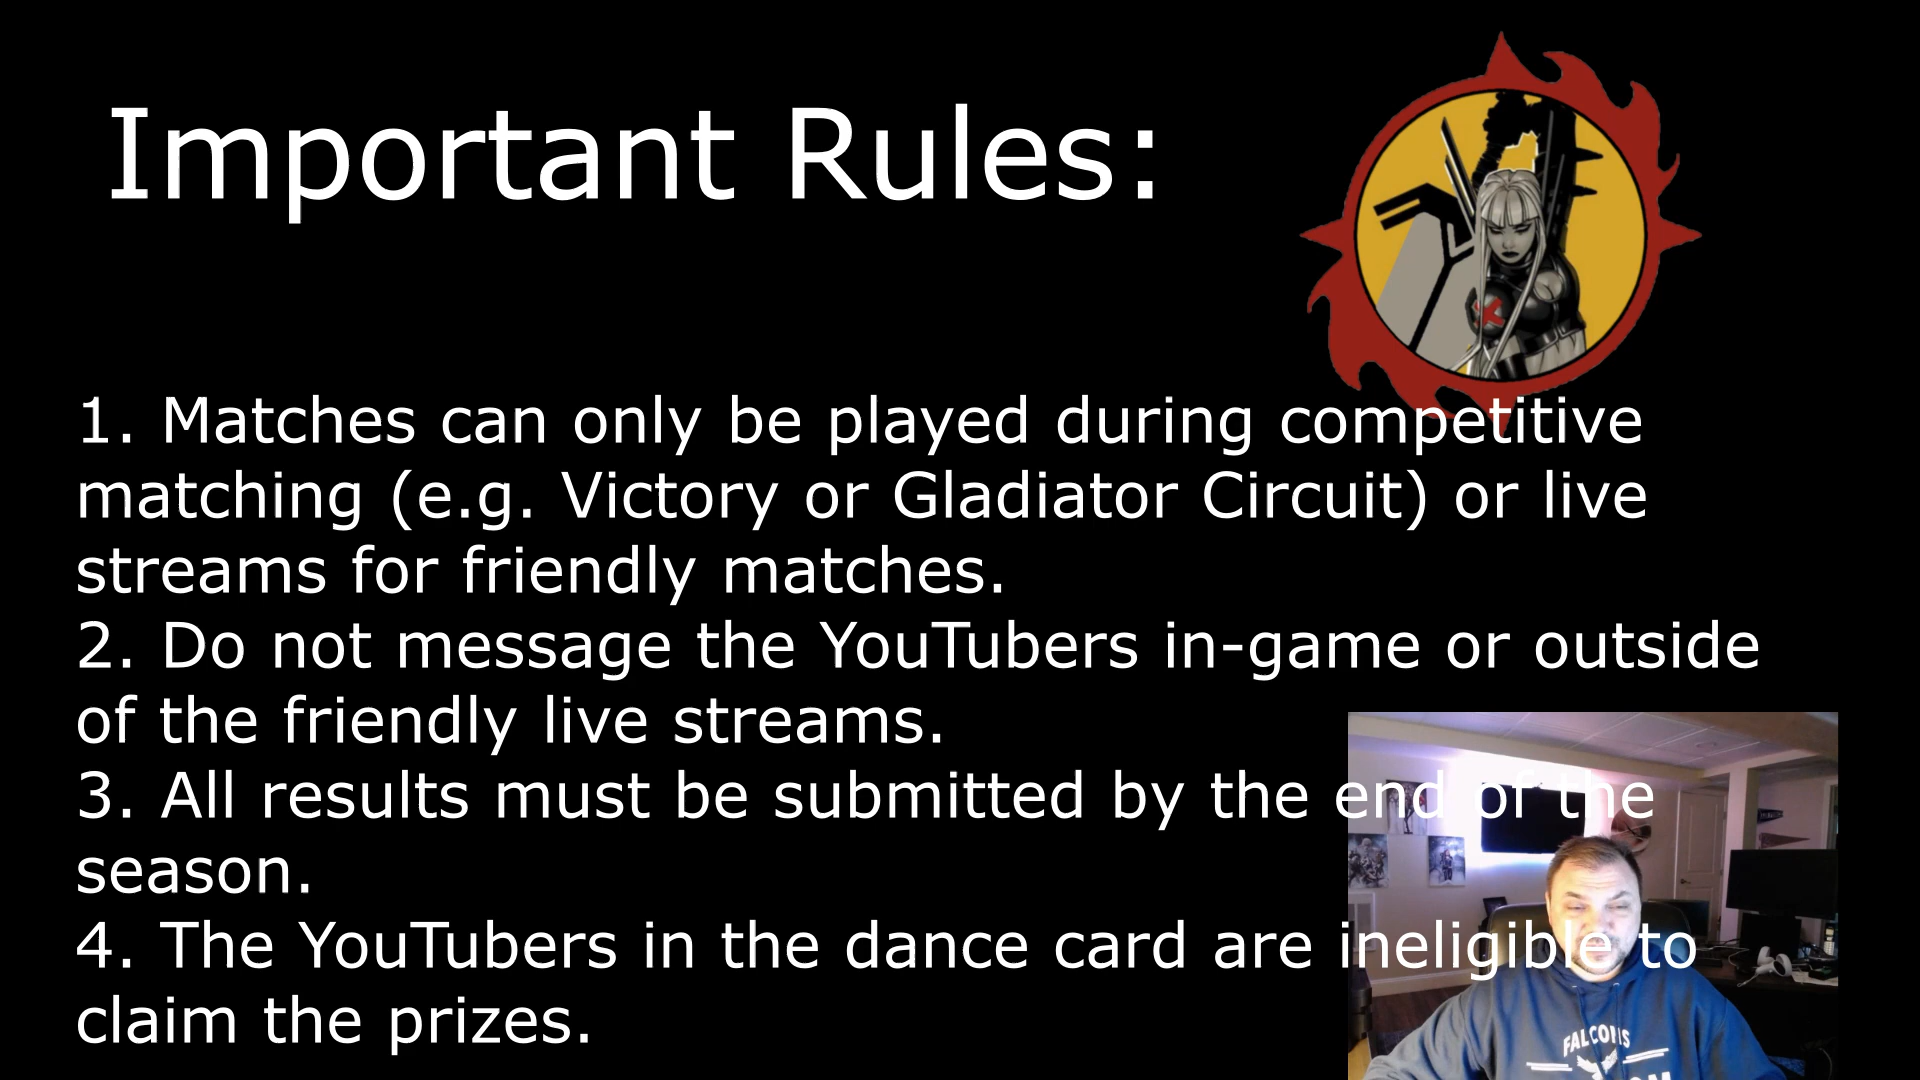 Important Rules:
1. Matches can only be played during competitive
matching (e.g. Victory or Gladiator Circuit) or live
streams for friendly matches.
2. Do not message the YouTubers in-game or outside
of the friendly live streams.
3. All results must be submitted by the end of the
season.
4. The YouTubers in the dance card are ineligible to
claim the prizes.
FALCONS